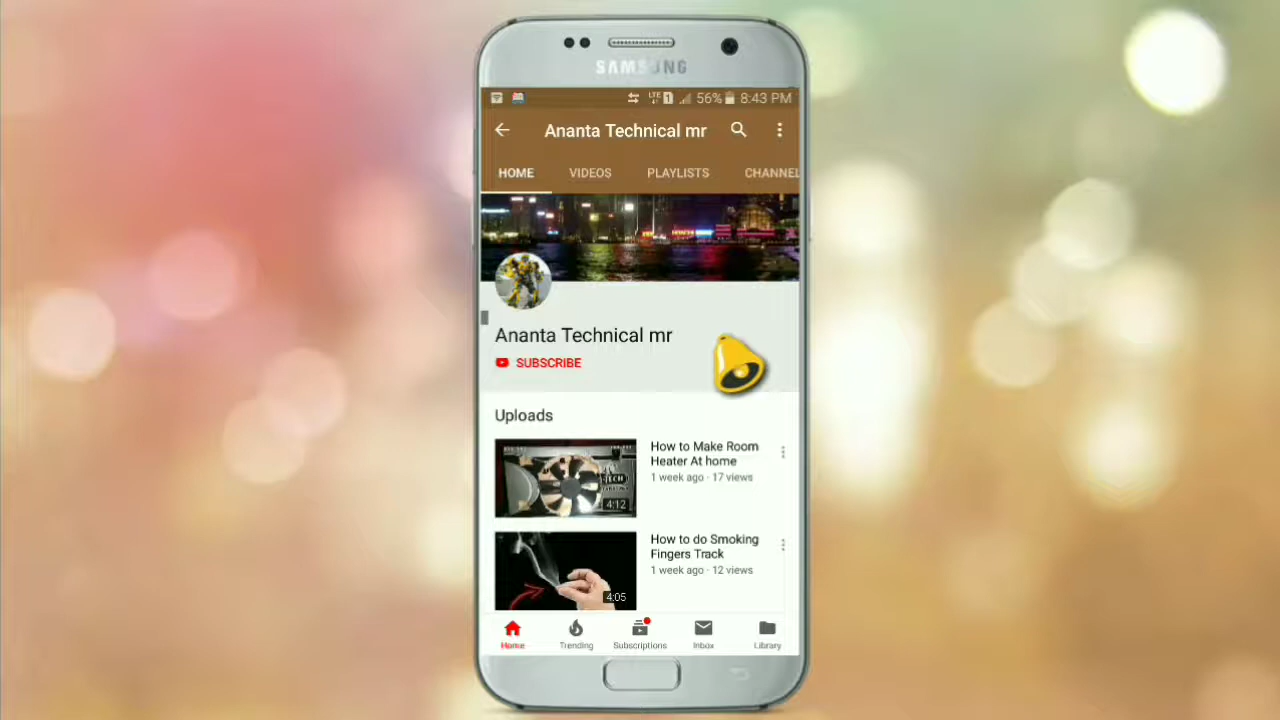 SAMSUNG
LTE 1 56% 8:43 PM
Ananta Technical mr
HOME VIDEOS PLAYLISTS CHANNEL
Ananta Technical mr
SUBSCRIBE
Uploads
How to Make Room
Heater At home
1 week ago · 17 views
4:12
How to do Smoking
Fingers Track
1 week ago · 12 views
4:05
Home Trending Subscriptions Inbox Library